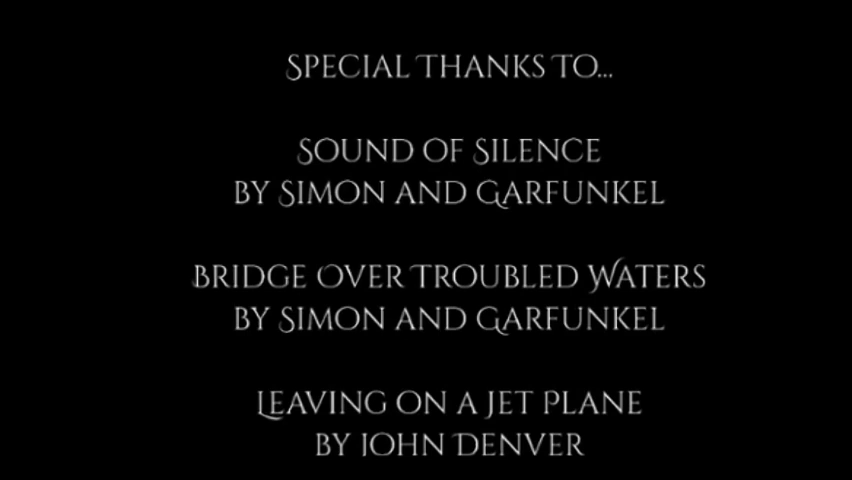 Special Thanks To...
Sound of Silence
by Simon and Garfunkel
Bridge Over Troubled Waters
by Simon and Garfunkel
Leaving on a Jet Plane
by John Denver